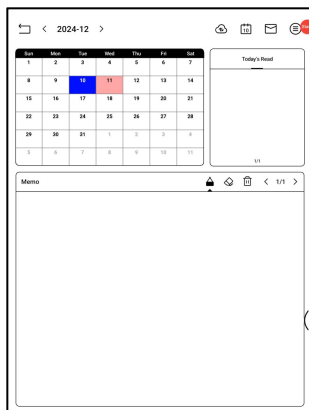 2024-12
10
Sun Mon Tue Wed Thu Fri Sat
1 2 3 4 5 6 7
8 9 10 11 12 13 14
15 16 17 18 19 20 21
22 23 24 25 26 27 28
29 30 31 1 2 3 4
5 6 7 8 9 10 11
Today's Read
1/1
Memo 1/1